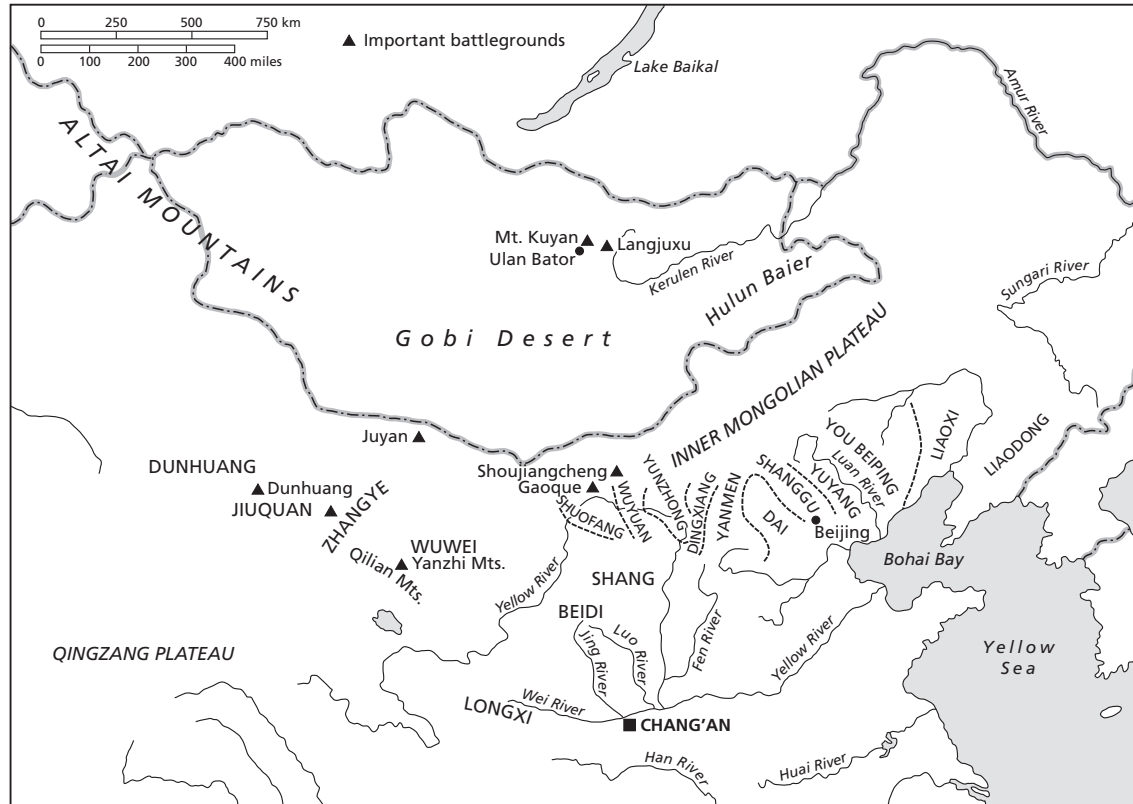 0 250 500 750 km
0 100 200 300 400 miles
Important battlegrounds
Lake Baikal
Amur River
ALTAI MOUNTAINS
Mt. Kuyan
Langjuxu
Ulan Bator
Kerulen River
Hulun Baier
Sungari River
Gobi Desert
INNER MONGOLIAN PLATEAU
Juyan
Shoujiangcheng
Gaoque
DUNHUANG
Dunhuang
JIUQUAN
ZHANGYE
WUWEI
Yanzhi Mts.
Qilian Mts.
SHUOFANG
WUYUAN
YUNZHONG
DINGXIANG
YANMEN
DAI
SHANGGU
YUYANG
YOU BEIPING
Luan River
LIAOXI
LIAODONG
Beijing
Bohai Bay
Yellow River
SHANG
BEIDI
Jing River
Luo River
Fen River
Yellow River
Yellow
Sea
QINGZANG PLATEAU
LONGXI
Wei River
CHANG'AN
Han River
Huai River